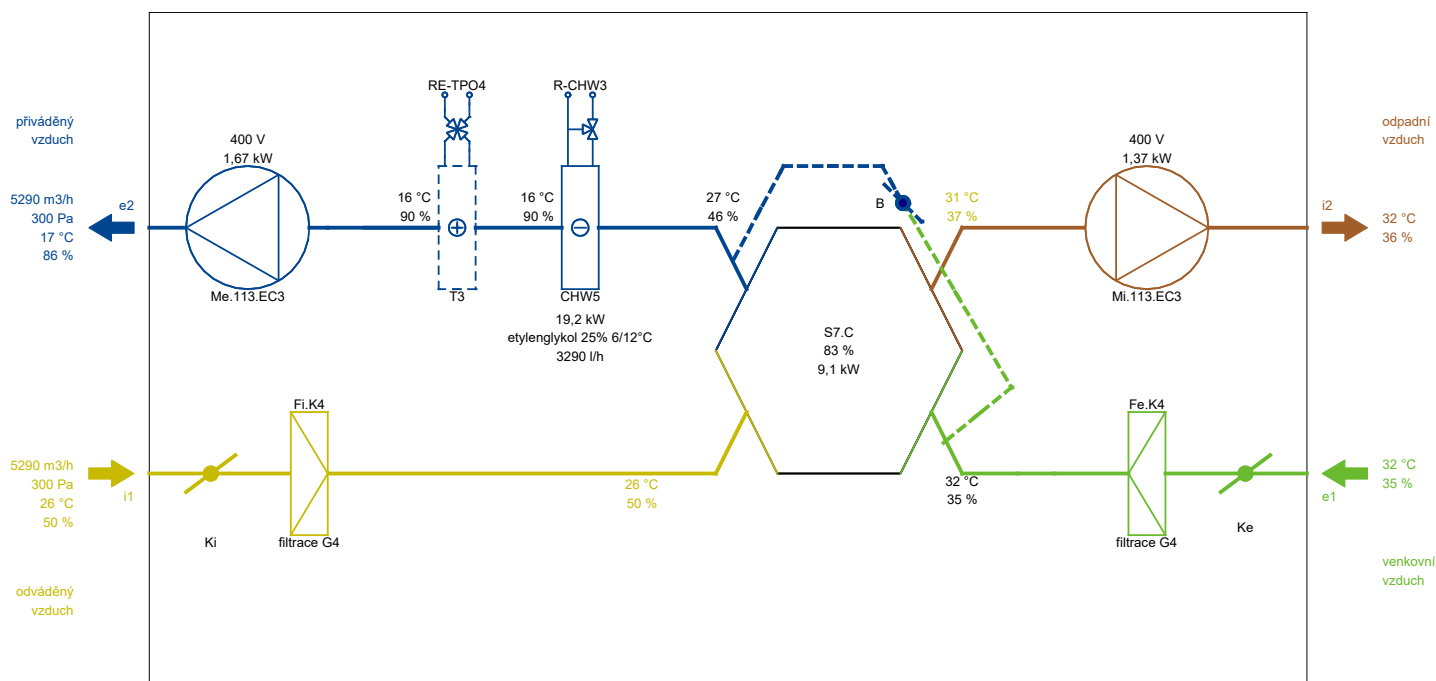 RE-TPO4
R-CHW3
přiváděný
vzduch
400 V
1,67 kW
400 V
1,37 kW
odpadní
vzduch
5290 m3/h
300 Pa
17 °C
86 %
e2
16 °C
90 %
16 °C
90 %
27 °C
46 %
B
31 °C
37 %
i2
32 °C
36 %
Me.113.EC3
T3
CHW5
Mi.113.EC3
19,2 kW
etylenglykol 25% 6/12°C
3290 l/h
S7.C
83 %
9,1 kW
Fi.K4
Fe.K4
5290 m3/h
300 Pa
26 °C
50 %
i1
26 °C
50 %
32 °C
35 %
32 °C
35 %
e1
Ki
filtrace G4
filtrace G4
Ke
odváděný
vzduch
venkovní
vzduch